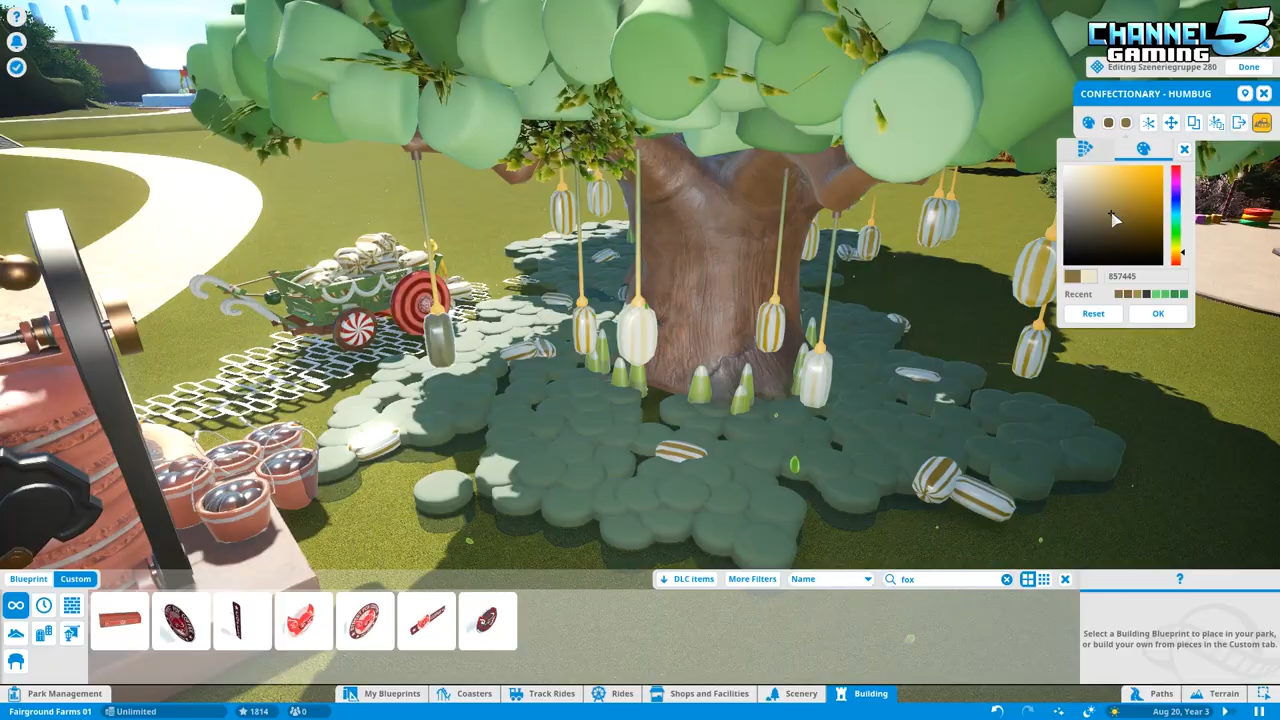 CHANNEL 5
GAMING
Editing Szeneriegruppe 280
Done
CONFECTIONARY - HUMBUG
857445
Recent
Reset
OK
Blueprint
Custom
DLC items
More Filters
Name
fox
?
Select a Building Blueprint to place in your park,
or build your own from pieces in the Custom tab.
Park Management
My Blueprints
Coasters
Track Rides
Rides
Shops and Facilities
Scenery
Building
Paths
Terrain
Fairground Farms 01
Unlimited
1814
0
Aug 20, Year 3